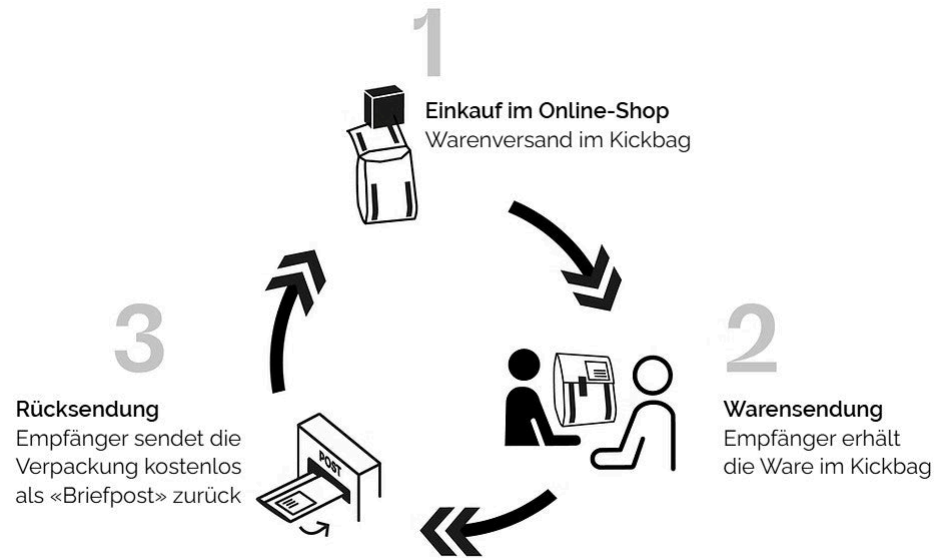 1
Einkauf im Online-Shop
Warenversand im Kickbag
2
Warensendung
Empfänger erhält
die Ware im Kickbag
3
Rücksendung
Empfänger sendet die
Verpackung kostenlos
als «Briefpost» zurück
POST